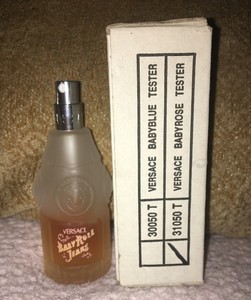 VERSACE
BABY ROSE
JEANS
30050 T VERSACE BABYBLUE TESTER
31050 T VERSACE BABYROSE TESTER